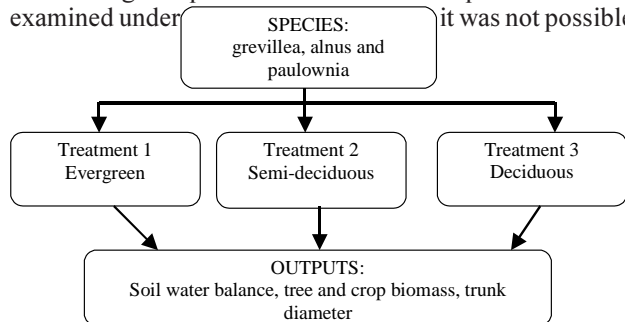 examined under
it was not possible
SPECIES:
grevillea, alnus and
paulownia
Treatment 1
Evergreen
Treatment 2
Semi-deciduous
Treatment 3
Deciduous
OUTPUTS:
Soil water balance, tree and crop biomass, trunk
diameter